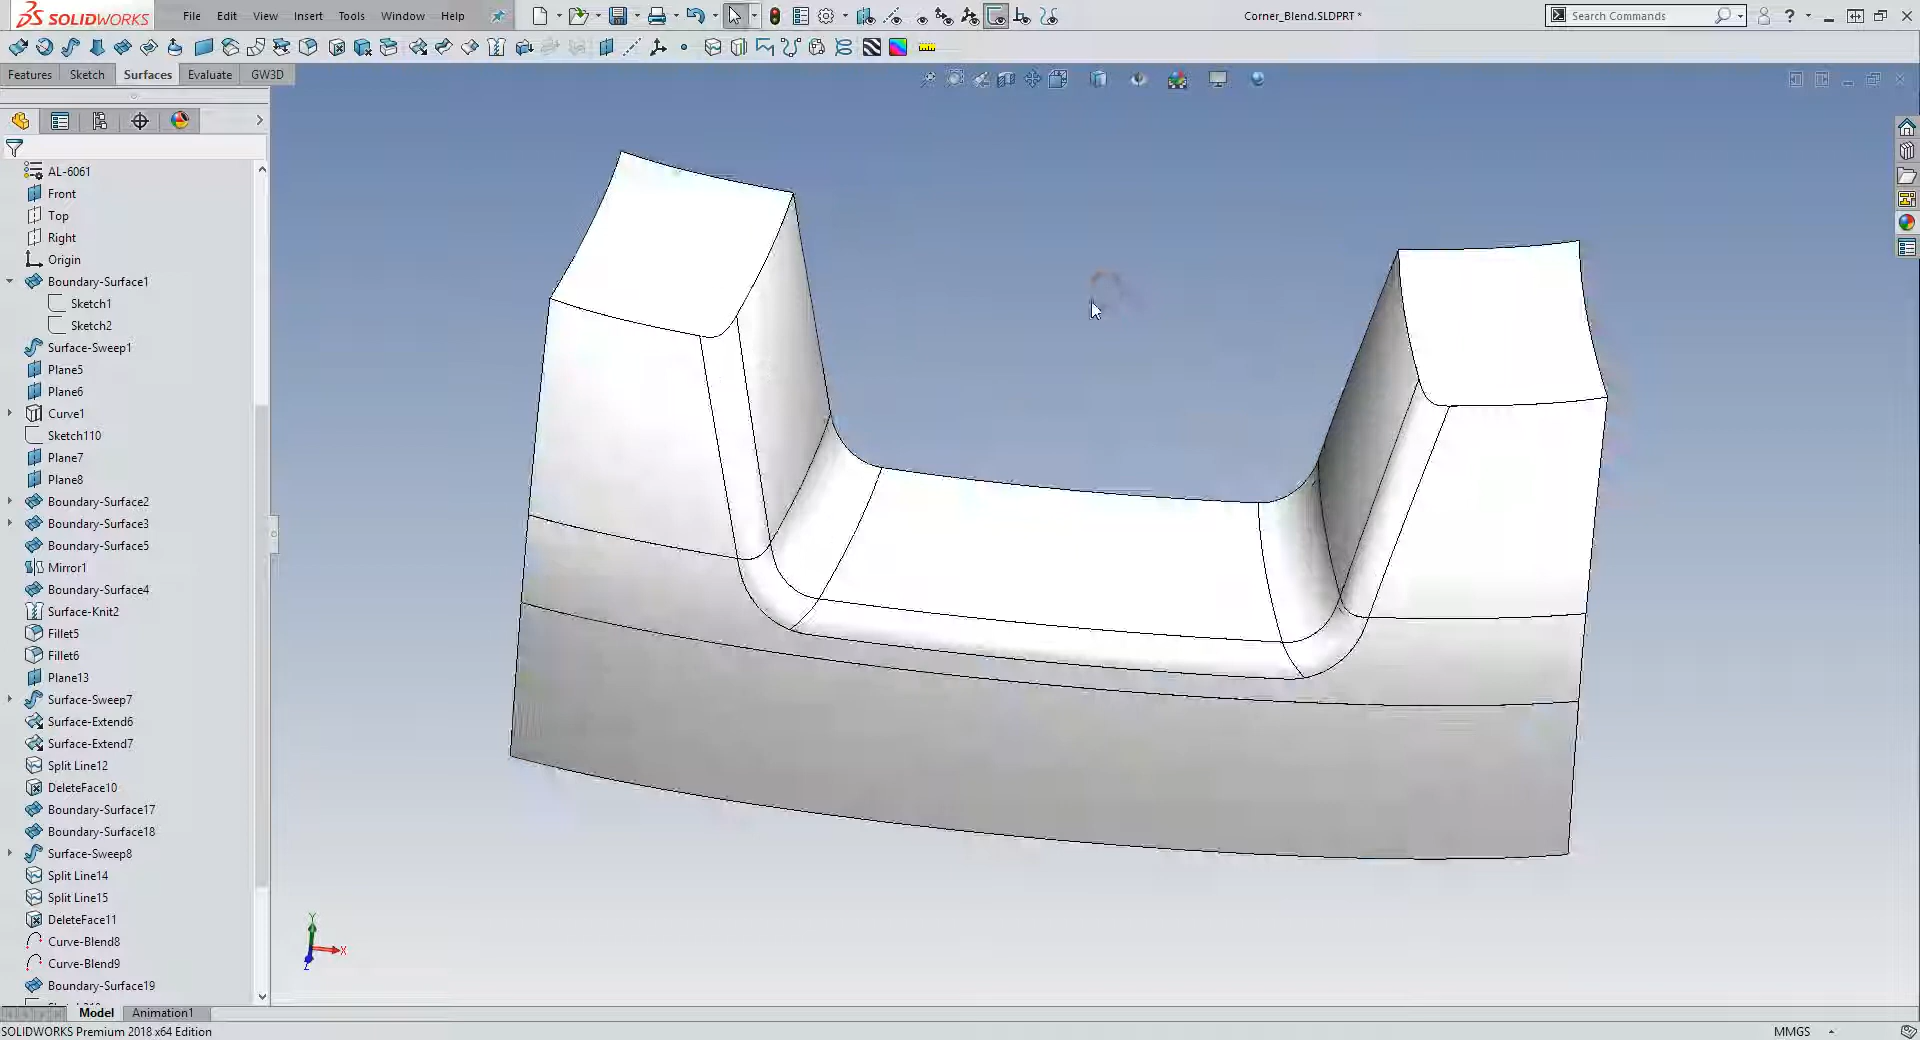 SOLIDWORKS File Edit View Insert Tools Window Help Corner_Blend.SLDPRT * Search Commands ?
Features Sketch Surfaces Evaluate GW3D
AL-6061
Front
Top
Right
Origin
Boundary-Surface1
Sketch1
Sketch2
Surface-Sweep1
Plane5
Plane6
Curve1
Sketch110
Plane7
Plane8
Boundary-Surface2
Boundary-Surface3
Boundary-Surface5
Mirror1
Boundary-Surface4
Surface-Knit2
Fillet5
Fillet6
Plane13
Surface-Sweep7
Surface-Extend6
Surface-Extend7
Split Line12
DeleteFace10
Boundary-Surface17
Boundary-Surface18
Surface-Sweep8
Split Line14
Split Line15
DeleteFace11
Curve-Blend8
Curve-Blend9
Boundary-Surface19
Y
X
Z
Model Animation1
SOLIDWORKS Premium 2018 x64 Edition MMGS